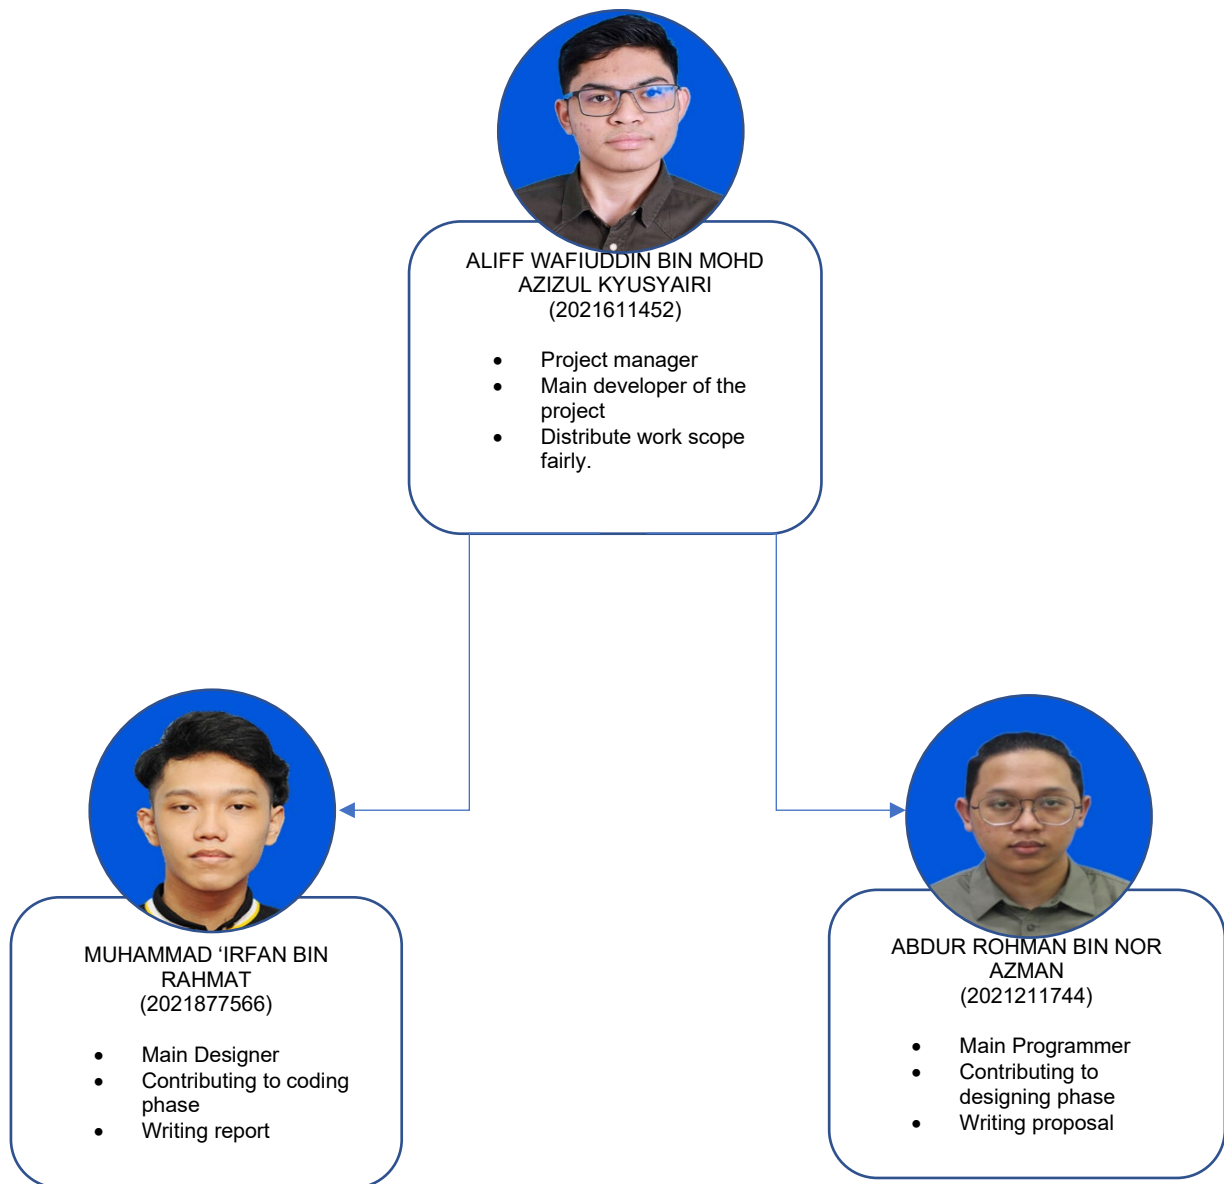 ALIFF WAFIUDDIN BIN MOHD
AZIZUL KYUSYAIRI
(2021611452)
• Project manager
• Main developer of the
project
• Distribute work scope
fairly.
MUHAMMAD ‘IRFAN BIN
RAHMAT
(2021877566)
• Main Designer
• Contributing to coding
phase
• Writing report
ABDUR ROHMAN BIN NOR
AZMAN
(2021211744)
• Main Programmer
• Contributing to
designing phase
• Writing proposal